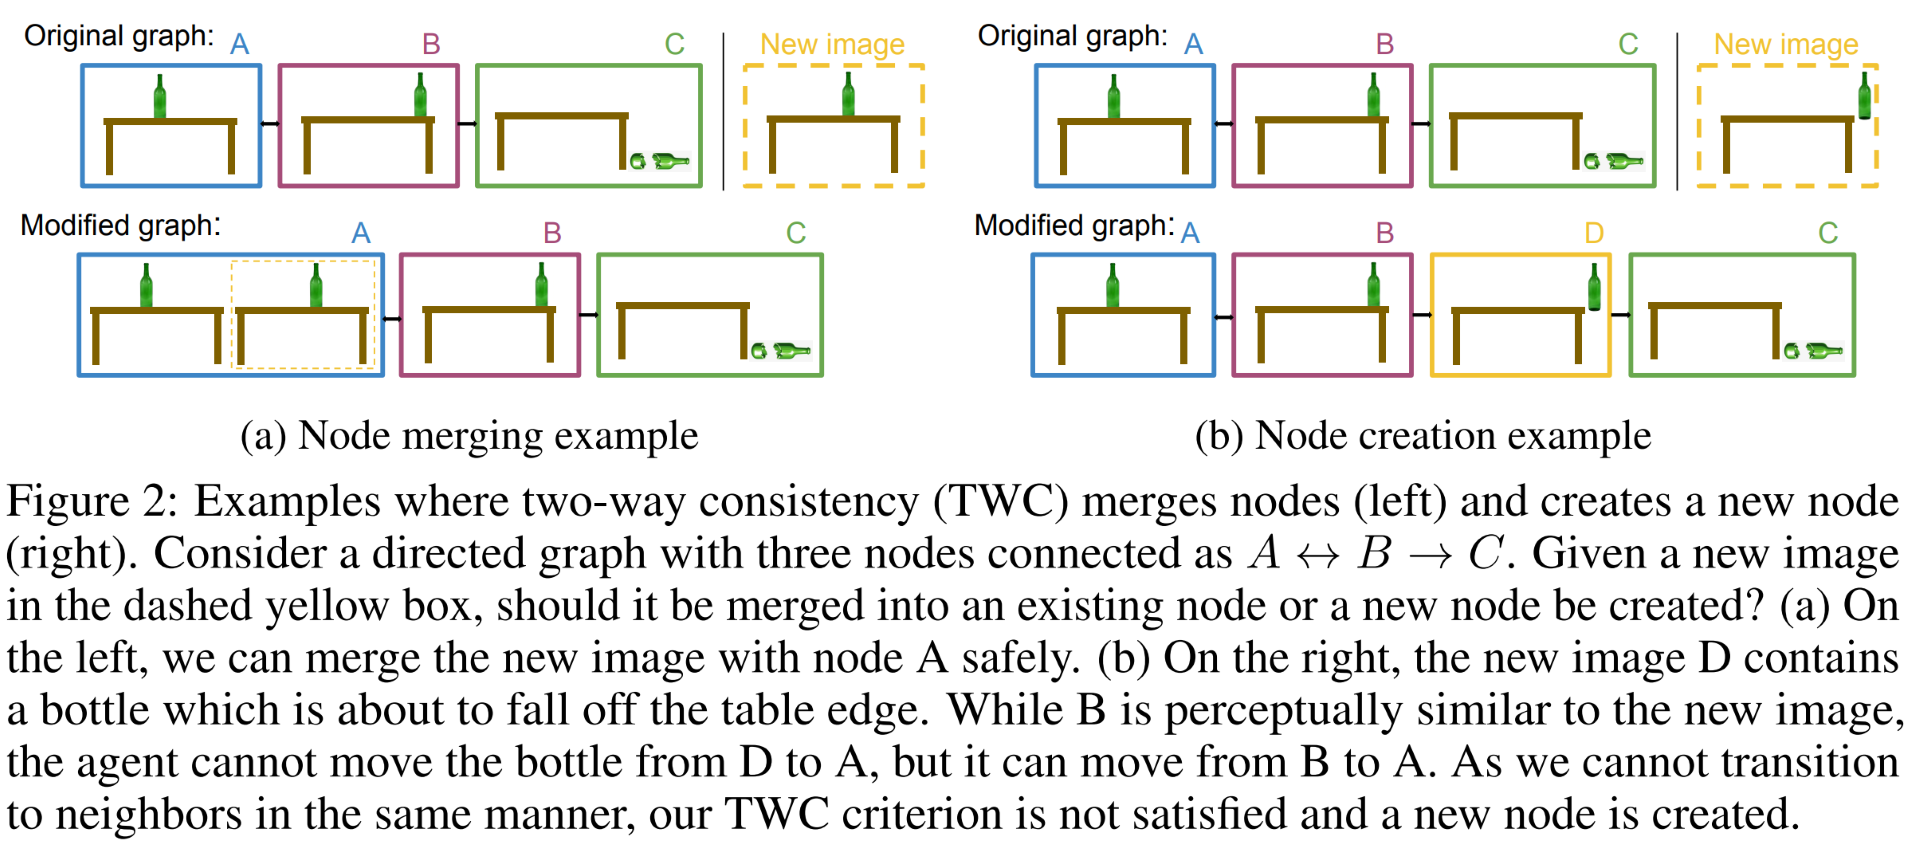 Original graph: A B C New image
Modified graph: A B C
(a) Node merging example
Original graph: A B C New image
Modified graph: A B D C
(b) Node creation example
Figure 2: Examples where two-way consistency (TWC) merges nodes (left) and creates a new node
(right). Consider a directed graph with three nodes connected as A ↔ B → C. Given a new image
in the dashed yellow box, should it be merged into an existing node or a new node be created? (a) On
the left, we can merge the new image with node A safely. (b) On the right, the new image D contains
a bottle which is about to fall off the table edge. While B is perceptually similar to the new image,
the agent cannot move the bottle from D to A, but it can move from B to A. As we cannot transition
to neighbors in the same manner, our TWC criterion is not satisfied and a new node is created.